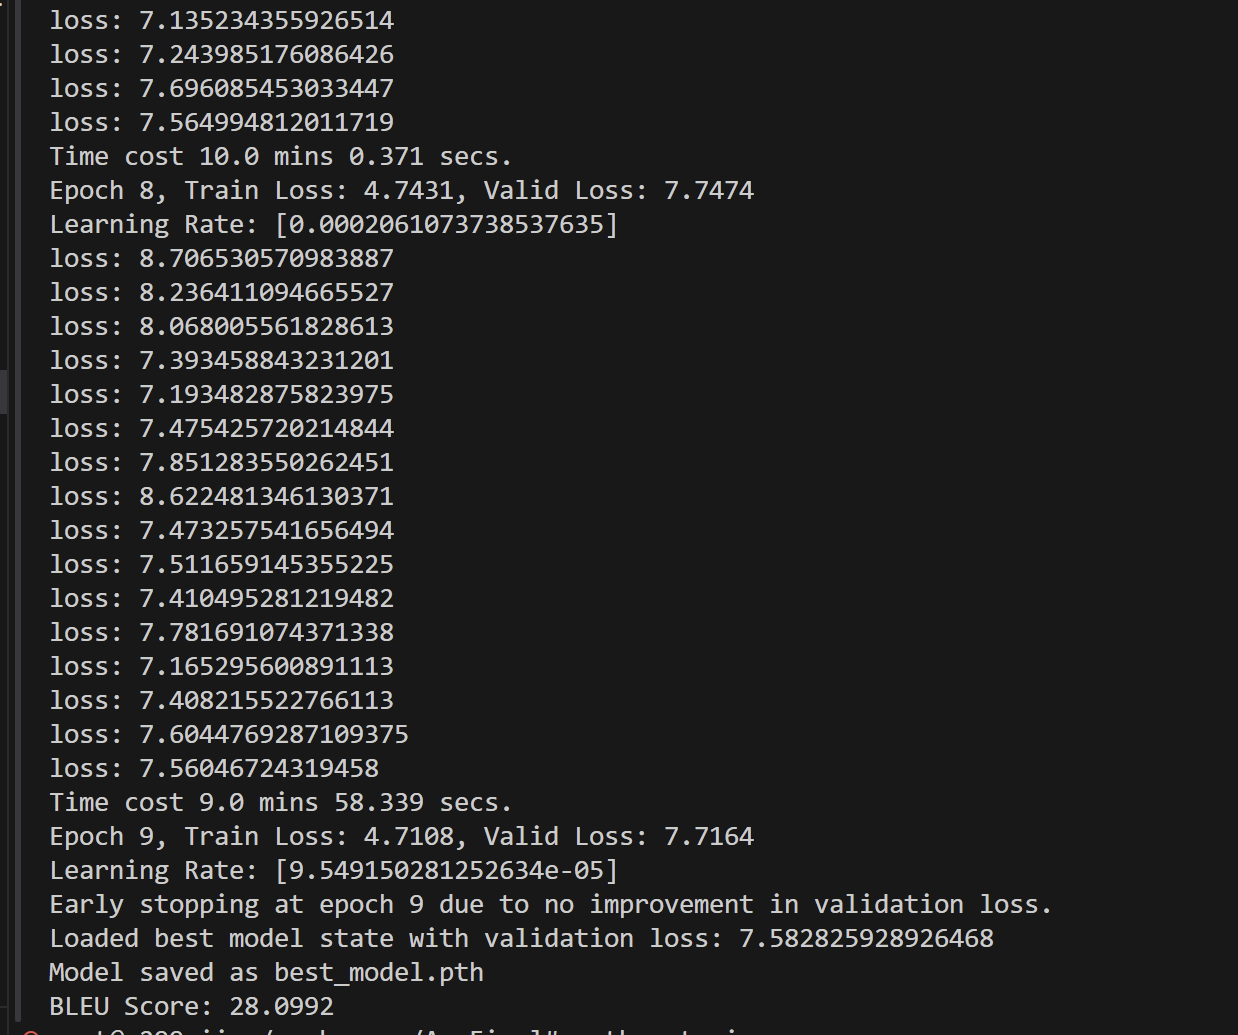 loss: 7.135234355926514
loss: 7.243985176086426
loss: 7.696085453033447
loss: 7.564994812011719
Time cost 10.0 mins 0.371 secs.
Epoch 8, Train Loss: 4.7431, Valid Loss: 7.7474
Learning Rate: [0.0002061073738537635]
loss: 8.706530570983887
loss: 8.236411094665527
loss: 8.068005561828613
loss: 7.393458843231201
loss: 7.193482875823975
loss: 7.475425720214844
loss: 7.851283550262451
loss: 8.622481346130371
loss: 7.473257541656494
loss: 7.511659145355225
loss: 7.410495281219482
loss: 7.781691074371338
loss: 7.165295600891113
loss: 7.408215522766113
loss: 7.6044769287109375
loss: 7.56046724319458
Time cost 9.0 mins 58.339 secs.
Epoch 9, Train Loss: 4.7108, Valid Loss: 7.7164
Learning Rate: [9.549150281252634e-05]
Early stopping at epoch 9 due to no improvement in validation loss.
Loaded best model state with validation loss: 7.582825928926468
Model saved as best_model.pth
BLEU Score: 28.0992